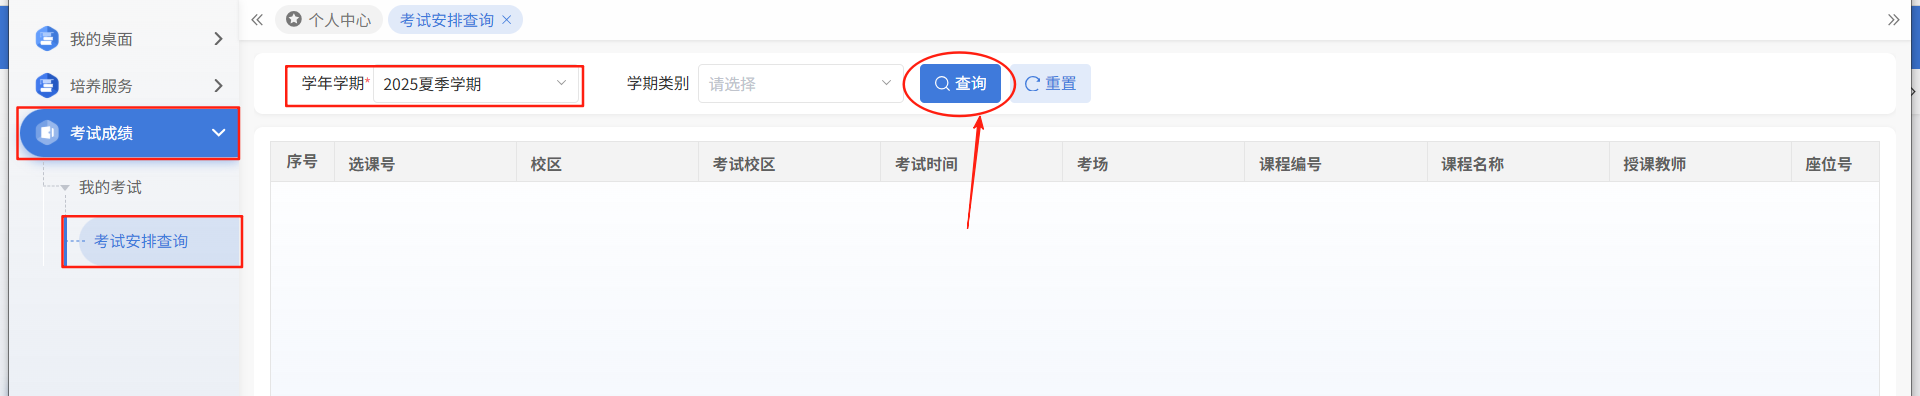 我的桌面
培养服务
考试成绩
我的考试
考试安排查询
个人中心 考试安排查询
学年学期* 2025夏季学期 学期类别 请选择 查询 重置
序号 选课号 校区 考试校区 考试时间 考场 课程编号 课程名称 授课教师 座位号